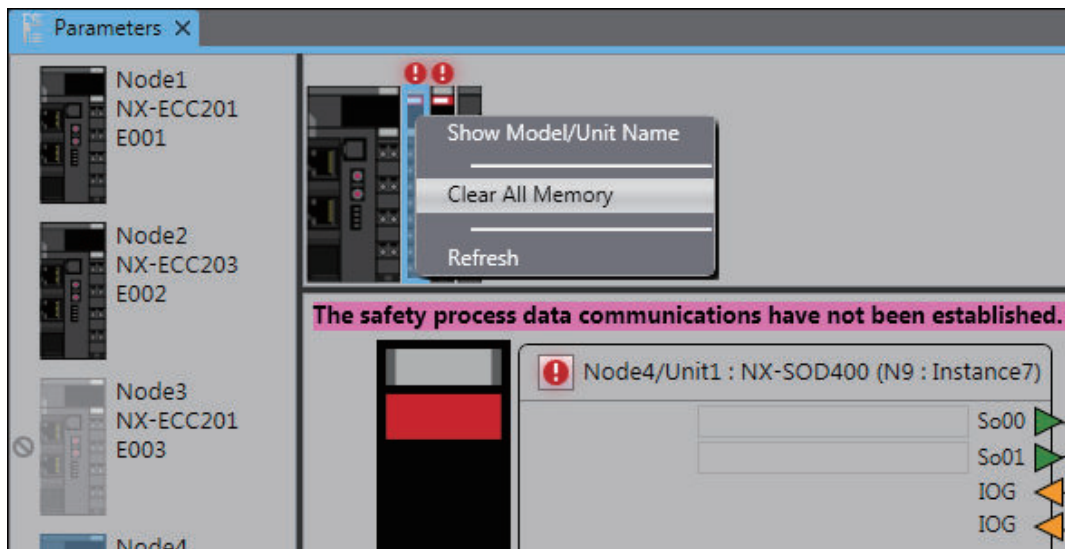 Parameters X
Node1
NX-ECC201
E001
Node2
NX-ECC203
E002
Node3
NX-ECC201
E003
Node4
Show Model/Unit Name
Clear All Memory
Refresh
The safety process data communications have not been established.
Node4/Unit1 : NX-SOD400 (N9 : Instance7)
So00
So01
IOG
IOG